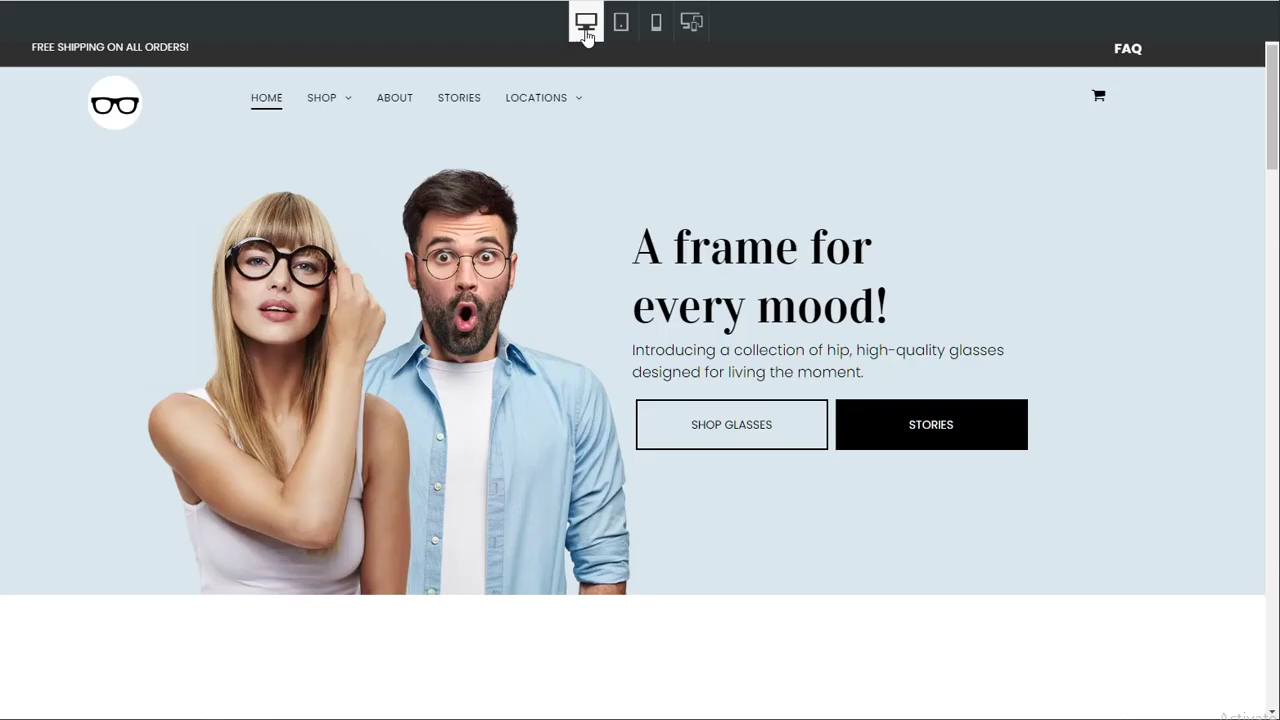 FREE SHIPPING ON ALL ORDERS!
FAQ
HOME SHOP ABOUT STORIES LOCATIONS
A frame for
every mood!
Introducing a collection of hip, high-quality glasses
designed for living the moment.
SHOP GLASSES STORIES